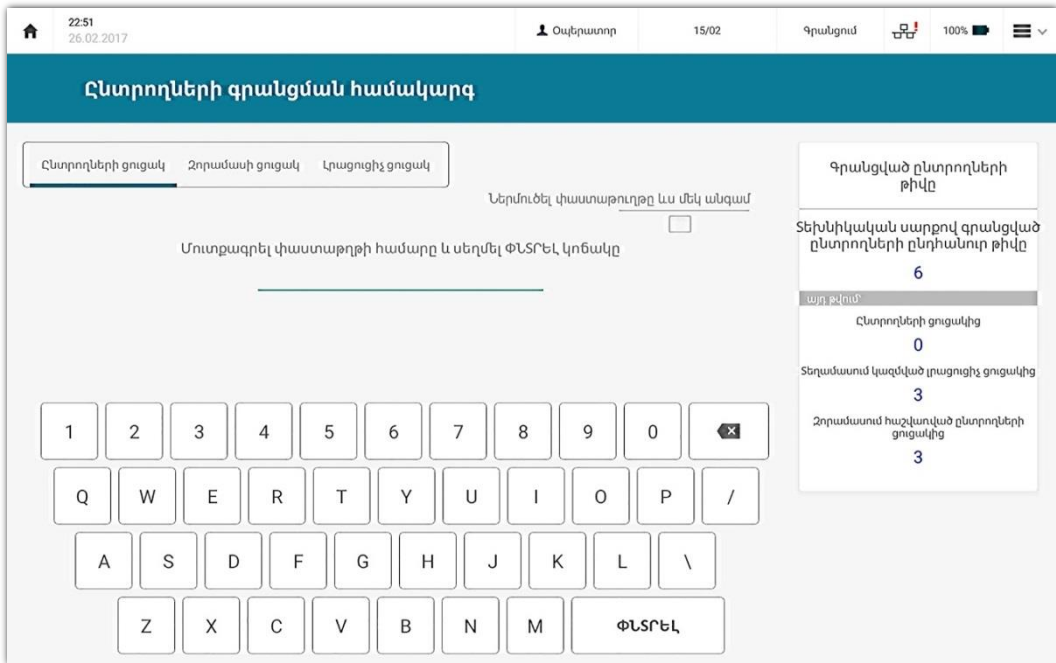 22:51
26.02.2017
Օպերատոր
15/02
Գրանցում
100%
Ընտրողների գրանցման համակարգ
Ընտրողների ցուցակ Զորամասի ցուցակ Լրացուցիչ ցուցակ
Ներմուծել փաստաթուղթը ևս մեկ անգամ
Մուտքագրել փաստաթղթի համարը և սեղմել ՓՆՏՐԵԼ կոճակը
1 2 3 4 5 6 7 8 9 0
Q W E R T Y U I O P /
A S D F G H J K L \
Z X C V B N M ՓՆՏՐԵԼ
Գրանցված ընտրողների
թիվը
Տեխնիկական սարքով գրանցված
ընտրողների ընդհանուր թիվը
6
այդ թվում՝
Ընտրողների ցուցակից
0
Տեղամասում կազմված լրացուցիչ ցուցակից
3
Զորամասում հաշվառված ընտրողների
ցուցակից
3